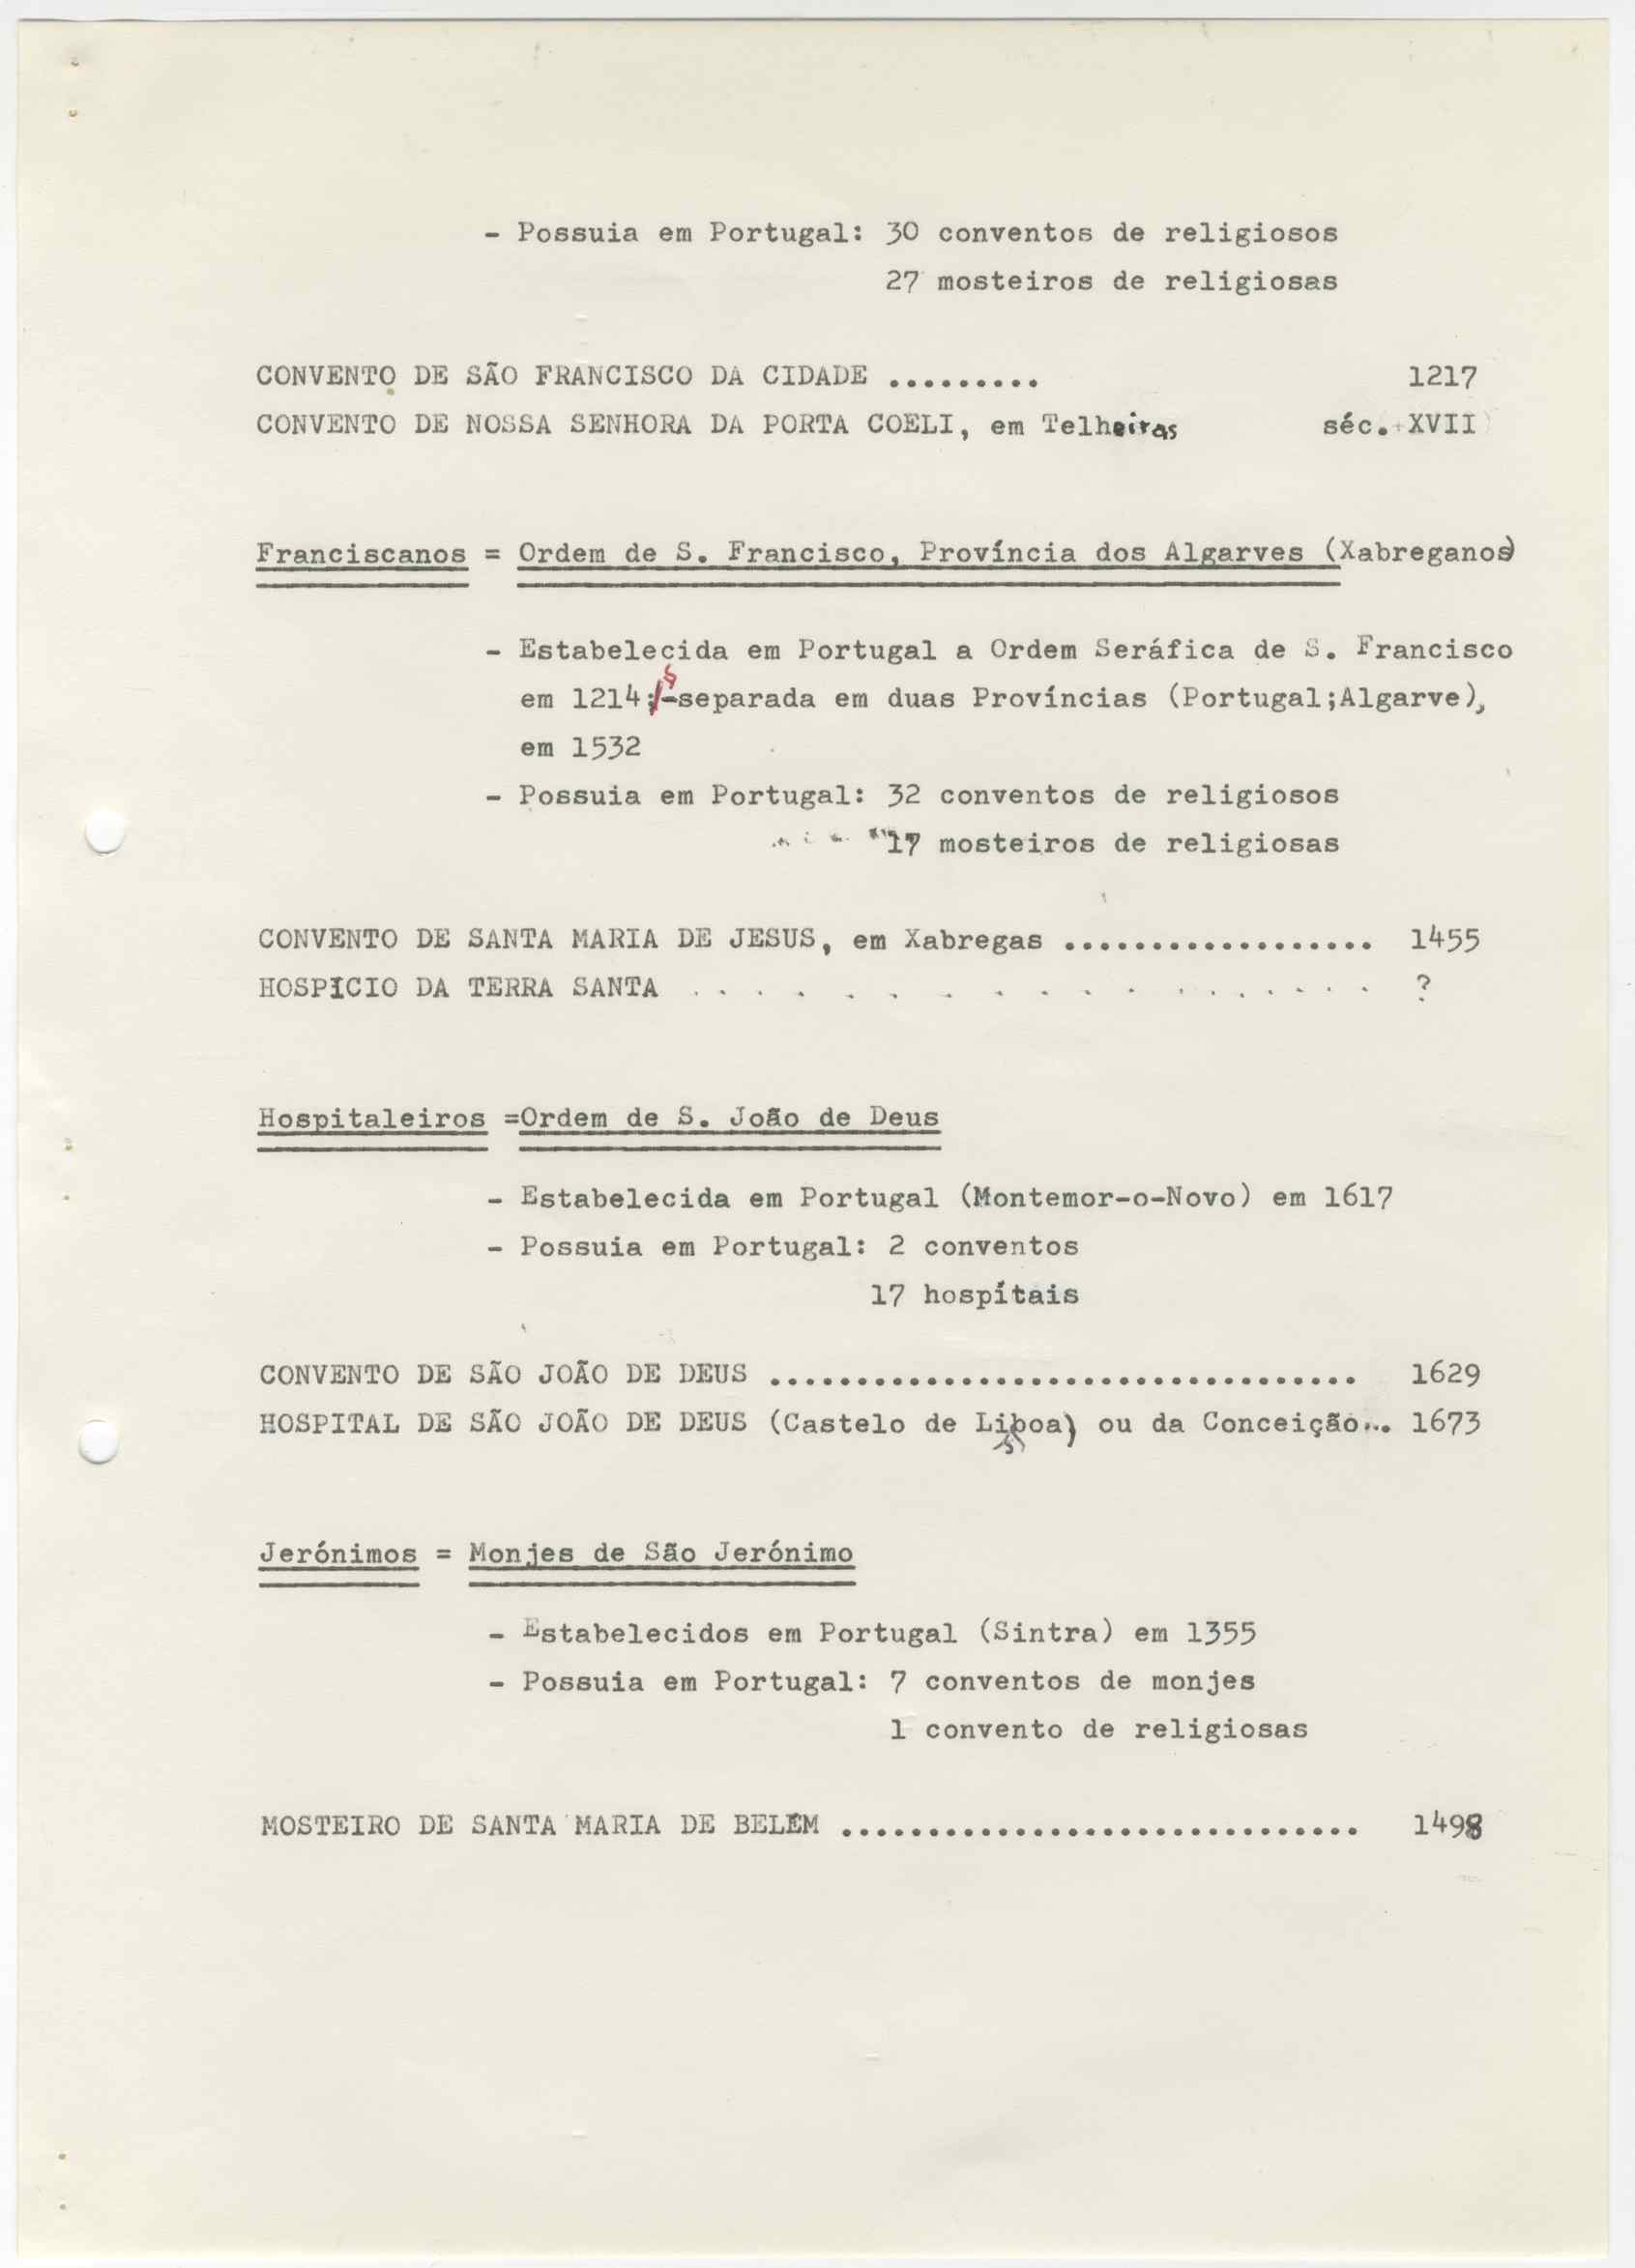 - Possuia em Portugal: 30 conventos de religiosos
27 mosteiros de religiosas
CONVENTO DE SÃO FRANCISCO DA CIDADE ......... 1217
CONVENTO DE NOSSA SENHORA DA PORTA COELI, em Telheiras séc. XVII
Franciscanos = Ordem de S. Francisco, Província dos Algarves (Xabreganos)
- Estabelecida em Portugal a Ordem Seráfica de S. Francisco
em 1214;-separada em duas Províncias (Portugal;Algarve),
em 1532
- Possuia em Portugal: 32 conventos de religiosos
17 mosteiros de religiosas
CONVENTO DE SANTA MARIA DE JESUS, em Xabregas .................. 1455
HOSPÍCIO DA TERRA SANTA . . . . . . . . . . . . . . . . . . ?
Hospitaleiros =Ordem de S. João de Deus
- Estabelecida em Portugal (Montemor-o-Novo) em 1617
- Possuia em Portugal: 2 conventos
17 hospítais
CONVENTO DE SÃO JOÃO DE DEUS .................................. 1629
HOSPITAL DE SÃO JOÃO DE DEUS (Castelo de Lisboa) ou da Conceição... 1673
Jerónimos = Monjes de São Jerónimo
- Estabelecidos em Portugal (Sintra) em 1355
- Possuia em Portugal: 7 conventos de monjes
1 convento de religiosas
MOSTEIRO DE SANTA MARIA DE BELÉM .............................. 1498